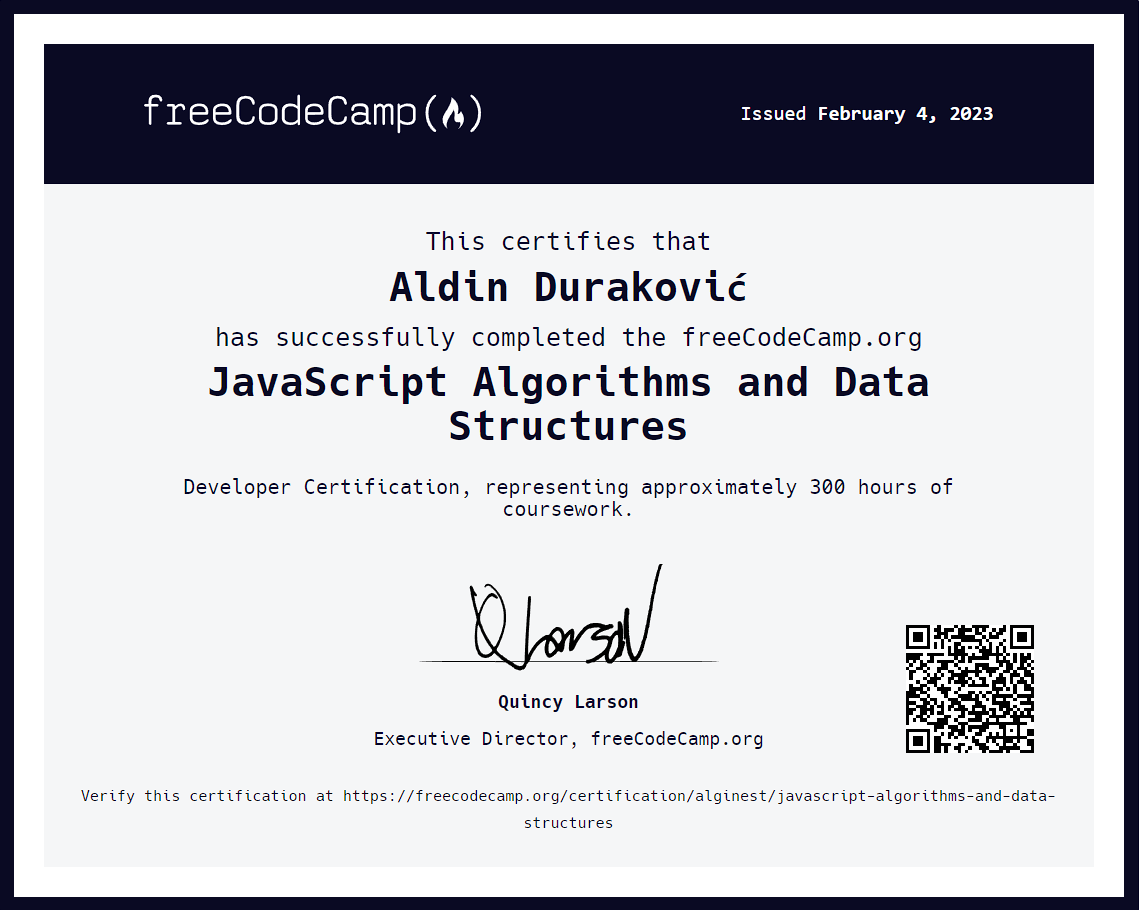 freeCodeCamp(🔥)
Issued February 4, 2023
This certifies that
Aldin Duraković
has successfully completed the freeCodeCamp.org
JavaScript Algorithms and Data
Structures
Developer Certification, representing approximately 300 hours of
coursework.
Q Larson
Quincy Larson
Executive Director, freeCodeCamp.org
Verify this certification at https://freecodecamp.org/certification/alginest/javascript-algorithms-and-data-
structures